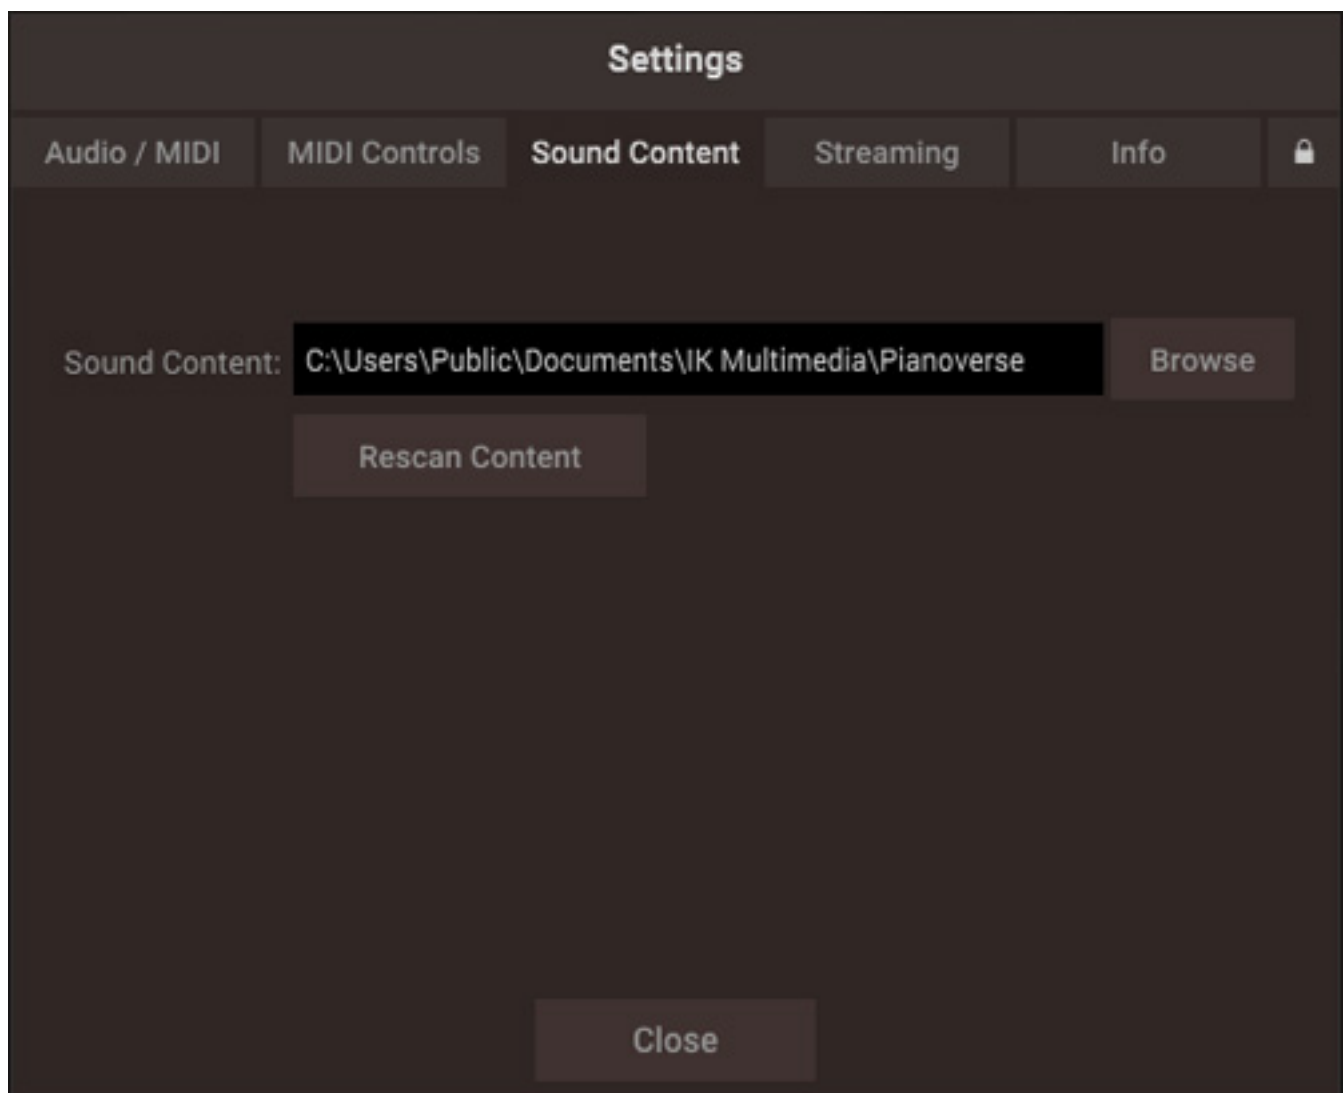 Settings
Audio / MIDI
MIDI Controls
Sound Content
Streaming
Info
Sound Content:
C:\Users\Public\Documents\IK Multimedia\Pianoverse
Browse
Rescan Content
Close